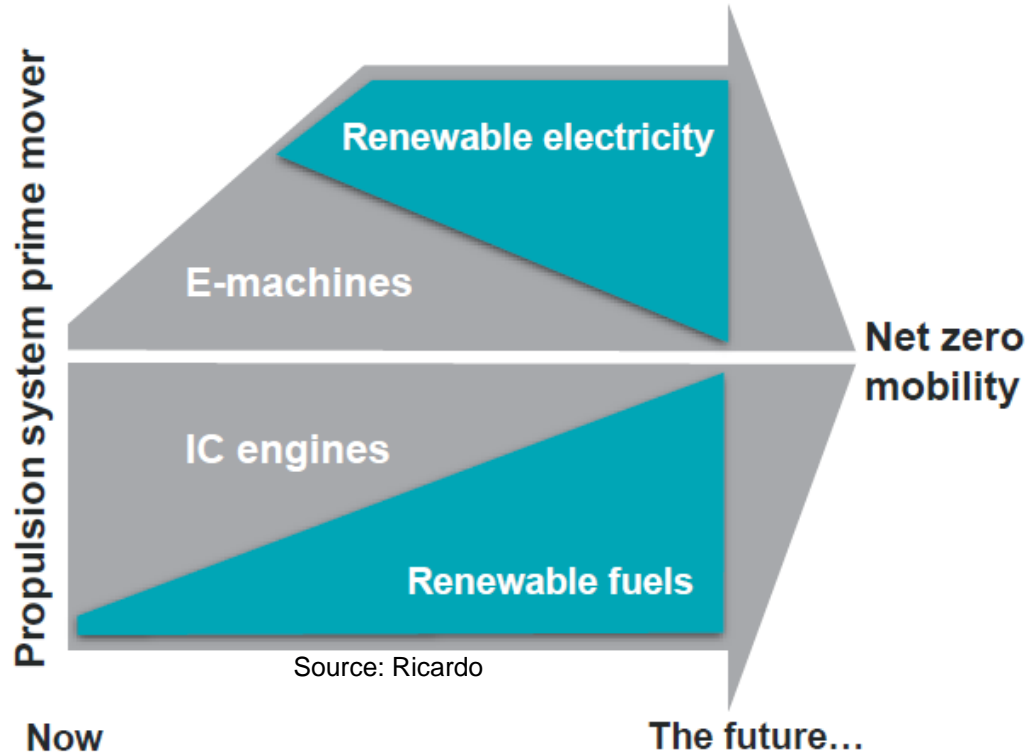 Propulsion system prime mover
Renewable electricity
E-machines
Net zero
mobility
IC engines
Renewable fuels
Source: Ricardo
Now
The future…